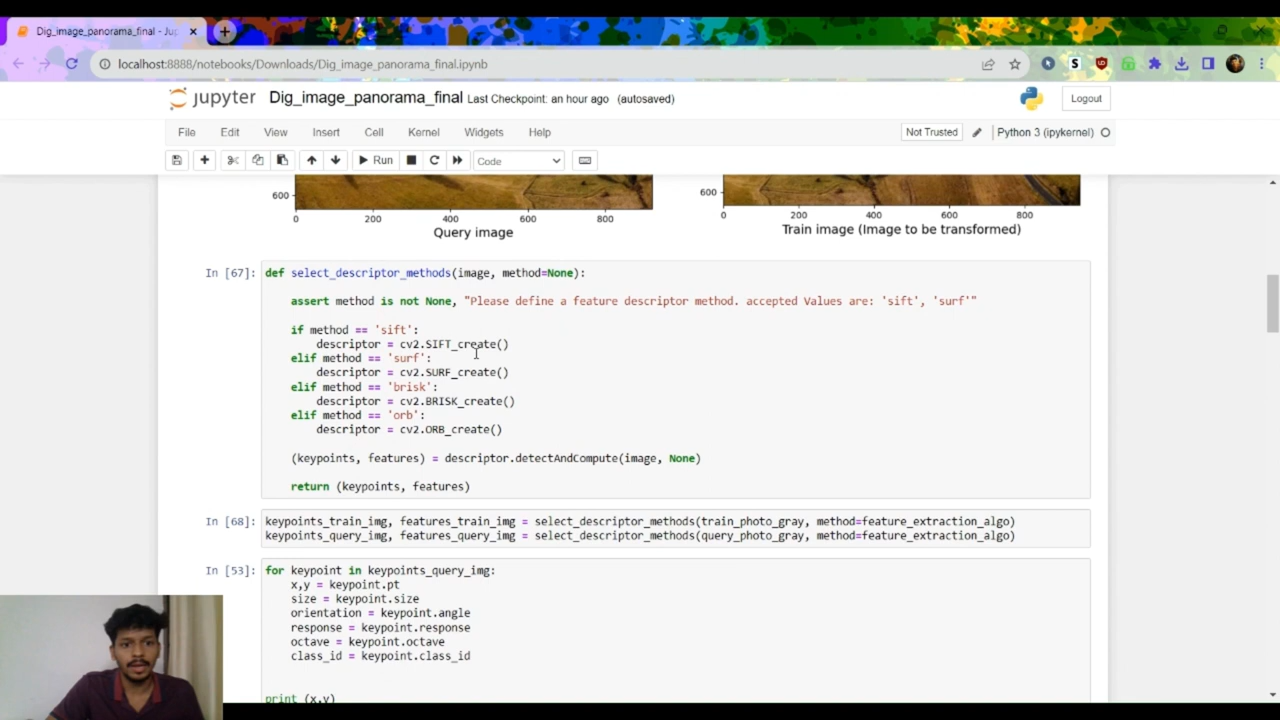 Dig_image_panorama_final - Jup
localhost:8888/notebooks/Downloads/Dig_image_panorama_final.ipynb
jupyter Dig_image_panorama_final Last Checkpoint: an hour ago (autosaved)
Logout
File Edit View Insert Cell Kernel Widgets Help
Not Trusted Python 3 (ipykernel)
Run Code
600
0 200 400 600 800
Query image
600
0 200 400 600 800
Train image (Image to be transformed)
In [67]: def select_descriptor_methods(image, method=None):
assert method is not None, "Please define a feature descriptor method. accepted Values are: 'sift', 'surf'"
if method == 'sift':
descriptor = cv2.SIFT_create()
elif method == 'surf':
descriptor = cv2.SURF_create()
elif method == 'brisk':
descriptor = cv2.BRISK_create()
elif method == 'orb':
descriptor = cv2.ORB_create()
(keypoints, features) = descriptor.detectAndCompute(image, None)
return (keypoints, features)
In [68]: keypoints_train_img, features_train_img = select_descriptor_methods(train_photo_gray, method=feature_extraction_algo)
keypoints_query_img, features_query_img = select_descriptor_methods(query_photo_gray, method=feature_extraction_algo)
In [53]: for keypoint in keypoints_query_img:
x,y = keypoint.pt
size = keypoint.size
orientation = keypoint.angle
response = keypoint.response
octave = keypoint.octave
class_id = keypoint.class_id
print (x,y)